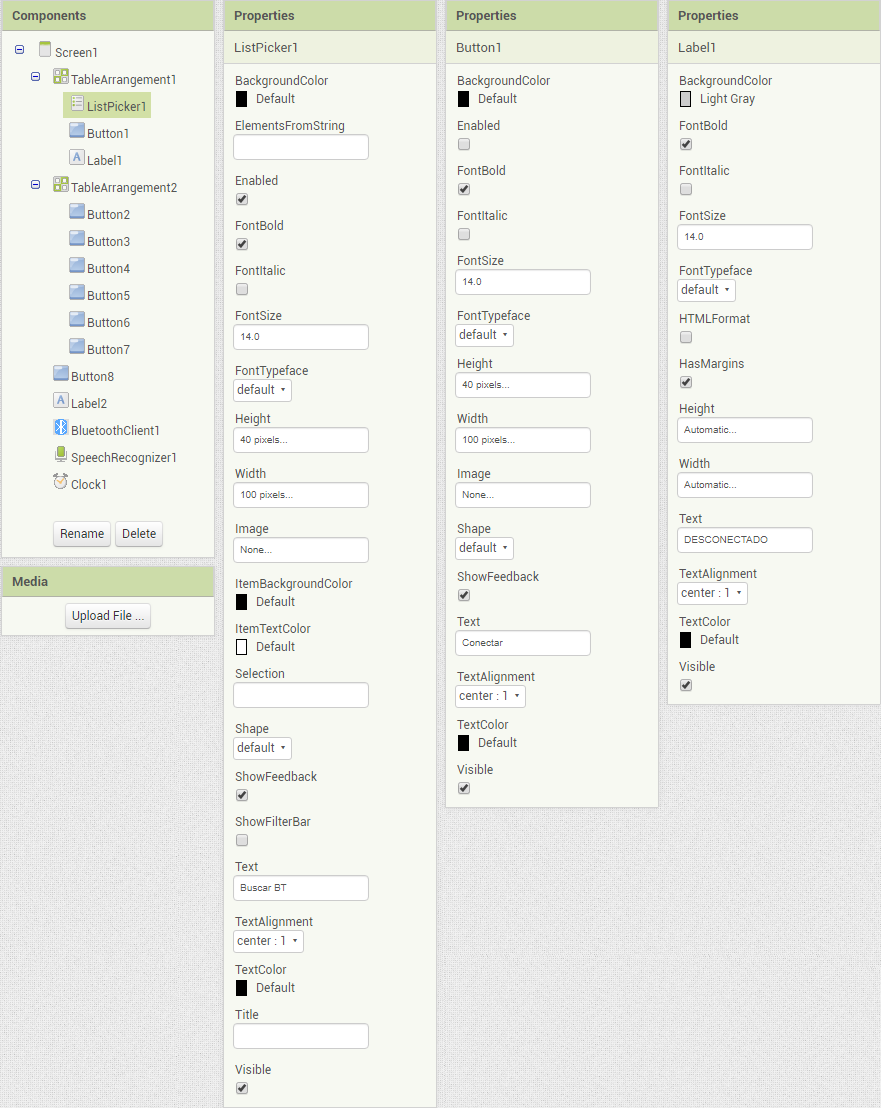 Components
Screen1
TableArrangement1
ListPicker1
Button1
Label1
TableArrangement2
Button2
Button3
Button4
Button5
Button6
Button7
Button8
Label2
BluetoothClient1
SpeechRecognizer1
Clock1
Rename Delete
Media
Upload File ...
Properties
ListPicker1
BackgroundColor
Default
ElementsFromString
Enabled
FontBold
FontItalic
FontSize
14.0
FontTypeface
default
Height
40 pixels...
Width
100 pixels...
Image
None...
ItemBackgroundColor
Default
ItemTextColor
Default
Selection
Shape
default
ShowFeedback
ShowFilterBar
Text
Buscar BT
TextAlignment
center : 1
TextColor
Default
Title
Visible
Properties
Button1
BackgroundColor
Default
Enabled
FontBold
FontItalic
FontSize
14.0
FontTypeface
default
Height
40 pixels...
Width
100 pixels...
Image
None...
Shape
default
ShowFeedback
Text
Conectar
TextAlignment
center : 1
TextColor
Default
Visible
Properties
Label1
BackgroundColor
Light Gray
FontBold
FontItalic
FontSize
14.0
FontTypeface
default
HTMLFormat
HasMargins
Height
Automatic...
Width
Automatic...
Text
DESCONECTADO
TextAlignment
center : 1
TextColor
Default
Visible